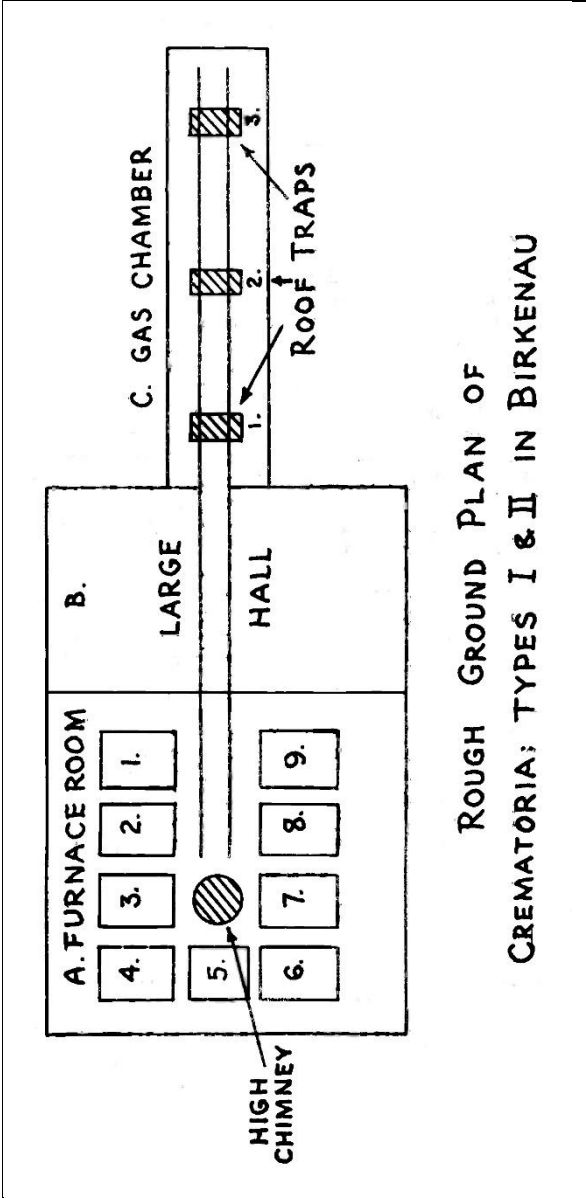 A. FURNACE ROOM
4. 3. 2. 1.
5.
6. 7. 8. 9.
HIGH
CHIMNEY
B.
LARGE
HALL
C. GAS CHAMBER
1. 2. 3.
ROOF TRAPS
ROUGH GROUND PLAN OF
CREMATORIA; TYPES I & II IN BIRKENAU